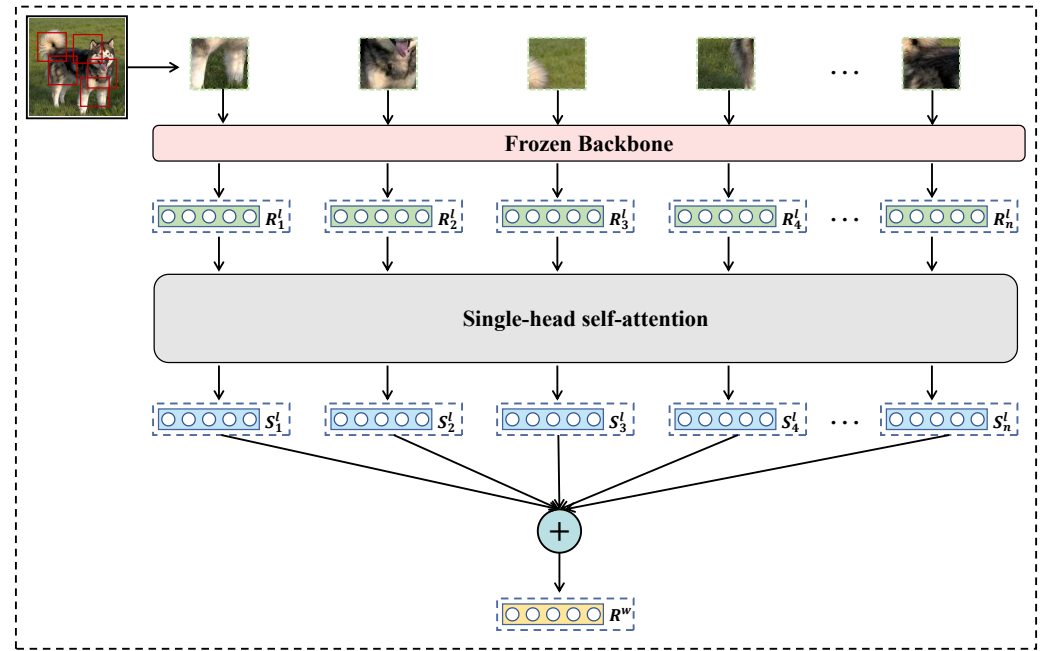 ...
Frozen Backbone
R_1^l R_2^l R_3^l R_4^l ... R_n^l
Single-head self-attention
S_1^l S_2^l S_3^l S_4^l ... S_n^l
+
R^w